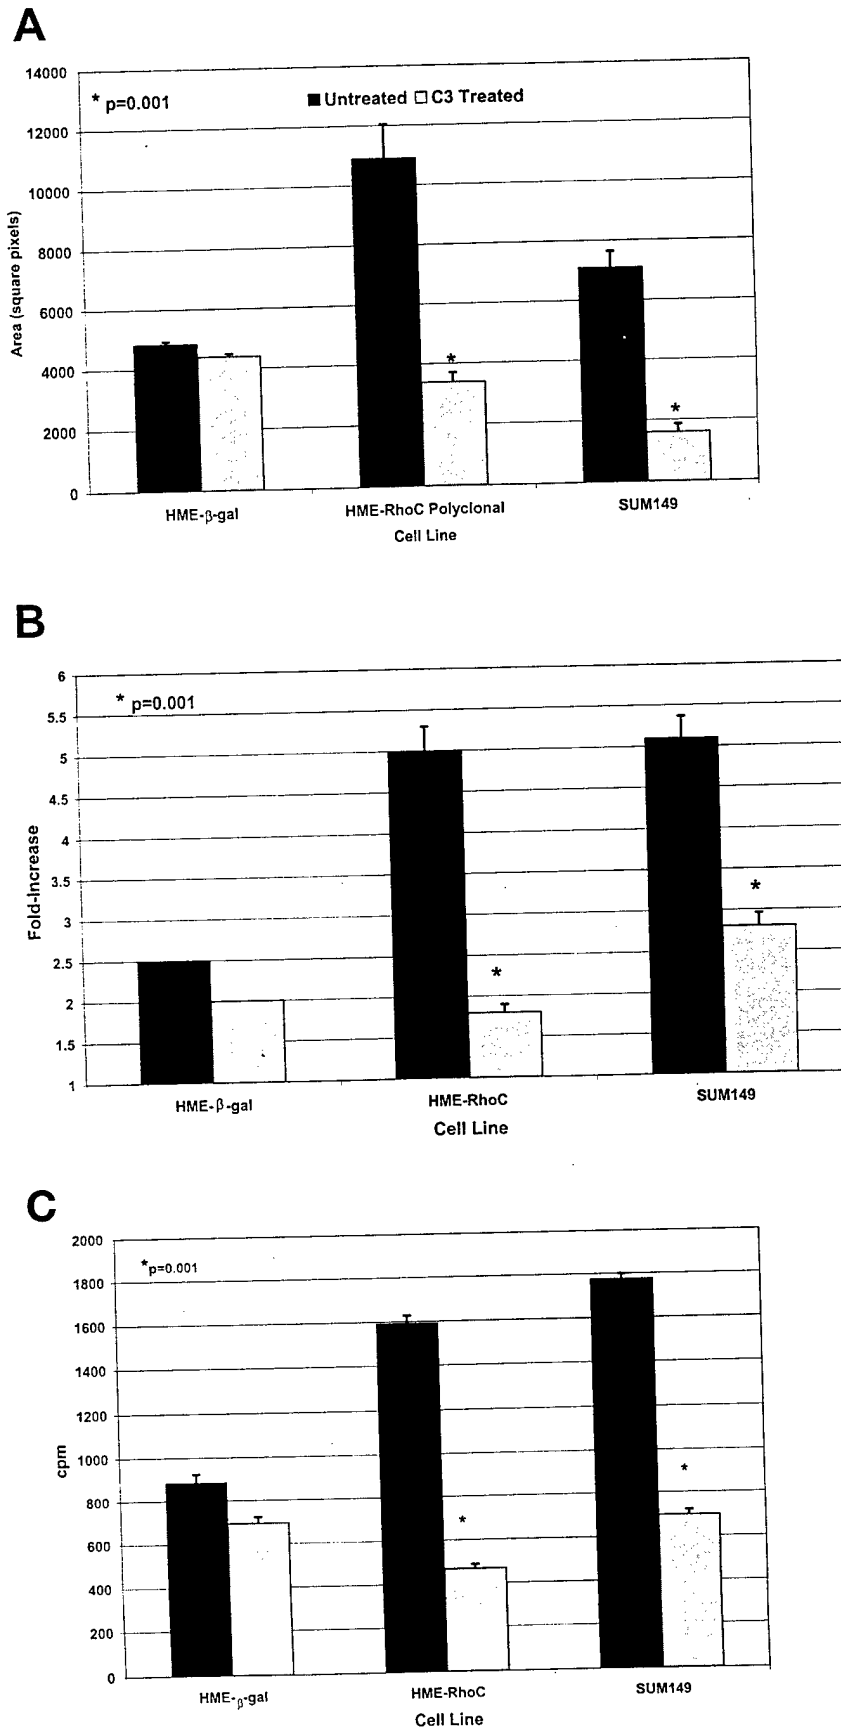 A
14000
* p=0.001
Untreated C3 Treated
12000
10000
8000
6000
4000
2000
0
Area (square pixels)
*
*
HME-β-gal HME-RhoC Polyclonal SUM149
Cell Line
B
6
* p=0.001
5.5
5
4.5
4
3.5
3
2.5
2
1.5
1
Fold-Increase
*
*
HME-β-gal HME-RhoC SUM149
Cell Line
C
2000
*p=0.001
1800
1600
1400
1200
1000
800
600
400
200
0
cpm
*
*
HME-β-gal HME-RhoC SUM149
Cell Line